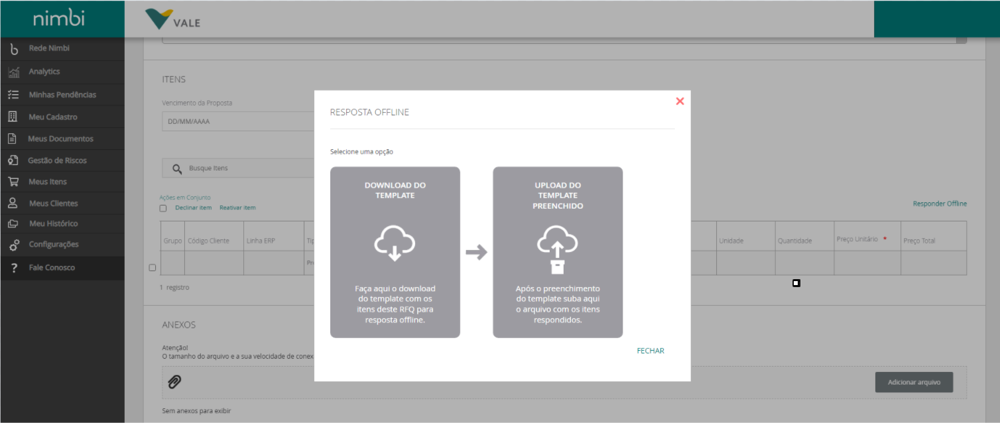 nimbi
VALE
Rede Nimbi
Analytics
Minhas Pendências
Meu Cadastro
Meus Documentos
Gestão de Riscos
Meus Itens
Meus Clientes
Meu Histórico
Configurações
? Fale Conosco
ITENS
Vencimento da Proposta
DD/MM/AAAA
Busque Itens
Ações em Conjunto
Declinar item Reativar item
Responder Offline
Grupo Código Cliente Linha ERP Tip Unidade Quantidade Preço Unitário * Preço Total
1 registro
ANEXOS
Atenção!
O tamanho do arquivo e a sua velocidade de conex
Adicionar arquivo
Sem anexos para exibir
RESPOSTA OFFLINE
Selecione uma opção
DOWNLOAD DO
TEMPLATE
Faça aqui o download
do template com os
itens deste RFQ para
resposta offline.
UPLOAD DO
TEMPLATE
PREENCHIDO
Após o preenchimento
do template suba aqui
o arquivo com os itens
respondidos.
FECHAR